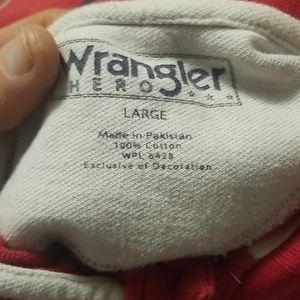 Wrangler
HERO
LARGE
Made in Pakistan
100% Cotton
WPL 6428
Exclusive of Decoration